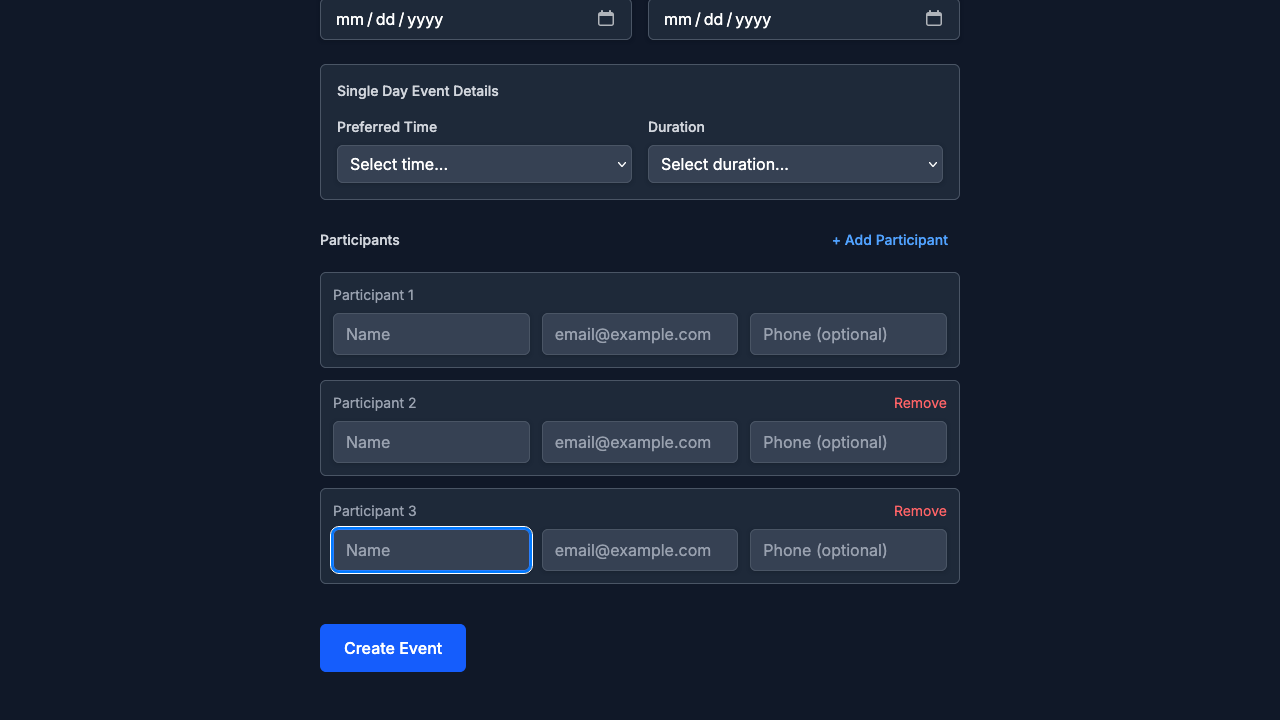 mm/dd/yyyy mm/dd/yyyy
Single Day Event Details
Preferred Time Duration
Select time... Select duration...
Participants + Add Participant
Participant 1
Name email@example.com Phone (optional)
Participant 2 Remove
Name email@example.com Phone (optional)
Participant 3 Remove
Name email@example.com Phone (optional)
Create Event